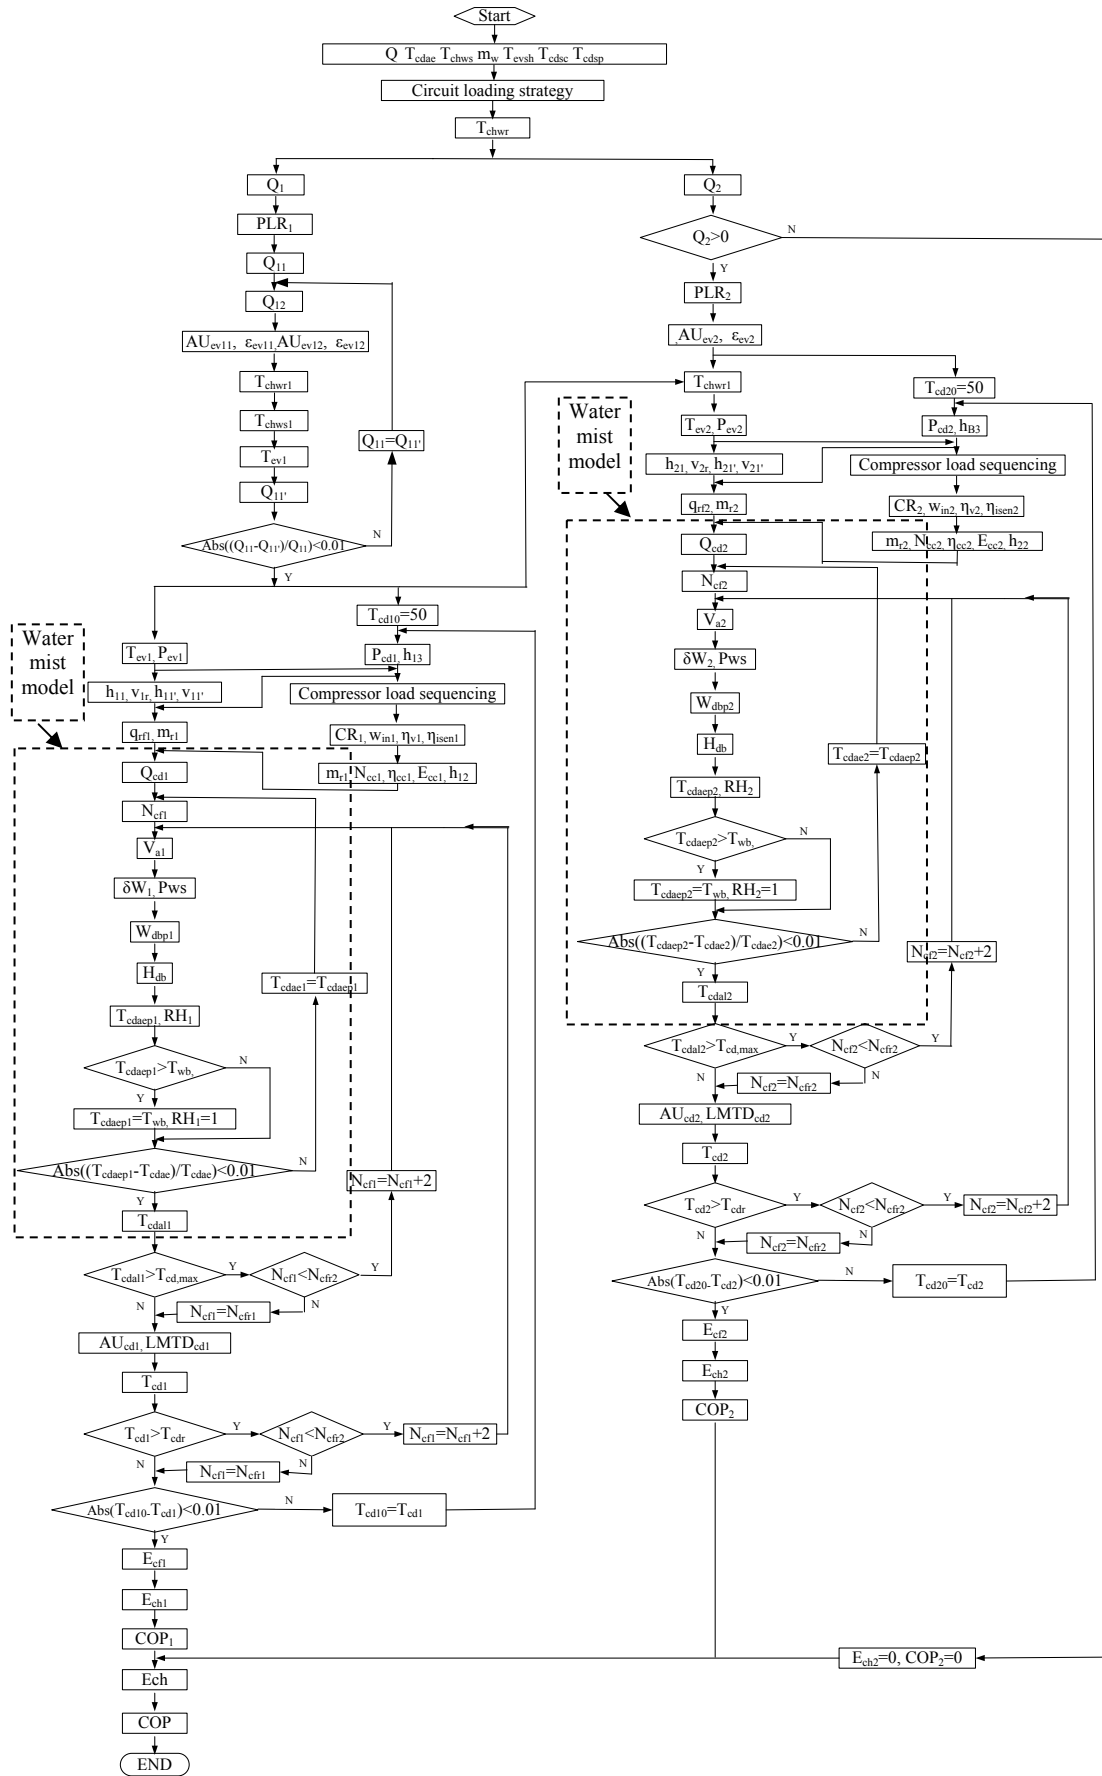 Start
Q T_cdae T_chws m_w T_evsh T_cdsc T_cdsp
Circuit loading strategy
T_chwr
Q_1
PLR_1
Q_11
Q_12
AU_ev11, ε_ev11, AU_ev12, ε_ev12
T_chwr1
T_chws1
T_ev1
Q_11'
Q_11=Q_11'
Abs((Q_11-Q_11')/Q_11)<0.01
N
Y
Water
mist
model
T_ev1, P_ev1
h_11, v_1r, h_11', v_11'
q_rf1, m_r1
T_cd10=50
P_cd1, h_13
Compressor load sequencing
CR_1, w_in1, η_v1, η_isen1
m_r1, N_cc1, η_cc1, E_cc1, h_12
Q_cd1
N_cf1
V_a1
δW_1, Pws
W_dbp1
H_db
T_cdaep1, RH_1
T_cdae1=T_cdaep1
T_cdaep1>T_wb,
N
Y
T_cdaep1=T_wb, RH_1=1
Abs((T_cdaep1-T_cdae)/T_cdae)<0.01
N
Y
N_cf1=N_cf1+2
T_cdal1
T_cdal1>T_cd,max
Y
N_cf1<N_cfr2
Y
N
N
N_cf1=N_cfr1
AU_cd1, LMTD_cd1
T_cd1
T_cd1>T_cdr
Y
N_cf1<N_cfr2
Y
N_cf1=N_cf1+2
N
N
N_cf1=N_cfr1
Abs(T_cd10-T_cd1)<0.01
N
T_cd10=T_cd1
Y
E_cf1
E_ch1
COP_1
Q_2
Q_2>0
N
Y
PLR_2
,AU_ev2, ε_ev2
T_chwr1
T_cd20=50
Water
mist
model
T_ev2, P_ev2
P_cd2, h_B3
h_21, v_2r, h_21', v_21'
Compressor load sequencing
q_rf2, m_r2
CR_2, w_in2, η_v2, η_isen2
m_r2, N_cc2, η_cc2, E_cc2, h_22
Q_cd2
N_cf2
V_a2
δW_2, Pws
W_dbp2
H_db
T_cdae2=T_cdaep2
T_cdaep2, RH_2
T_cdaep2>T_wb,
N
Y
T_cdaep2=T_wb, RH_2=1
Abs((T_cdaep2-T_cdae2)/T_cdae2)<0.01
N
Y
N_cf2=N_cf2+2
T_cdal2
T_cdal2>T_cd,max
Y
N_cf2<N_cfr2
Y
N
N
N_cf2=N_cfr2
AU_cd2, LMTD_cd2
T_cd2
T_cd2>T_cdr
Y
N_cf2<N_cfr2
Y
N_cf2=N_cf2+2
N
N
N_cf2=N_cfr2
Abs(T_cd20-T_cd2)<0.01
N
T_cd20=T_cd2
Y
E_cf2
E_ch2
COP_2
E_ch2=0, COP_2=0
Ech
COP
END